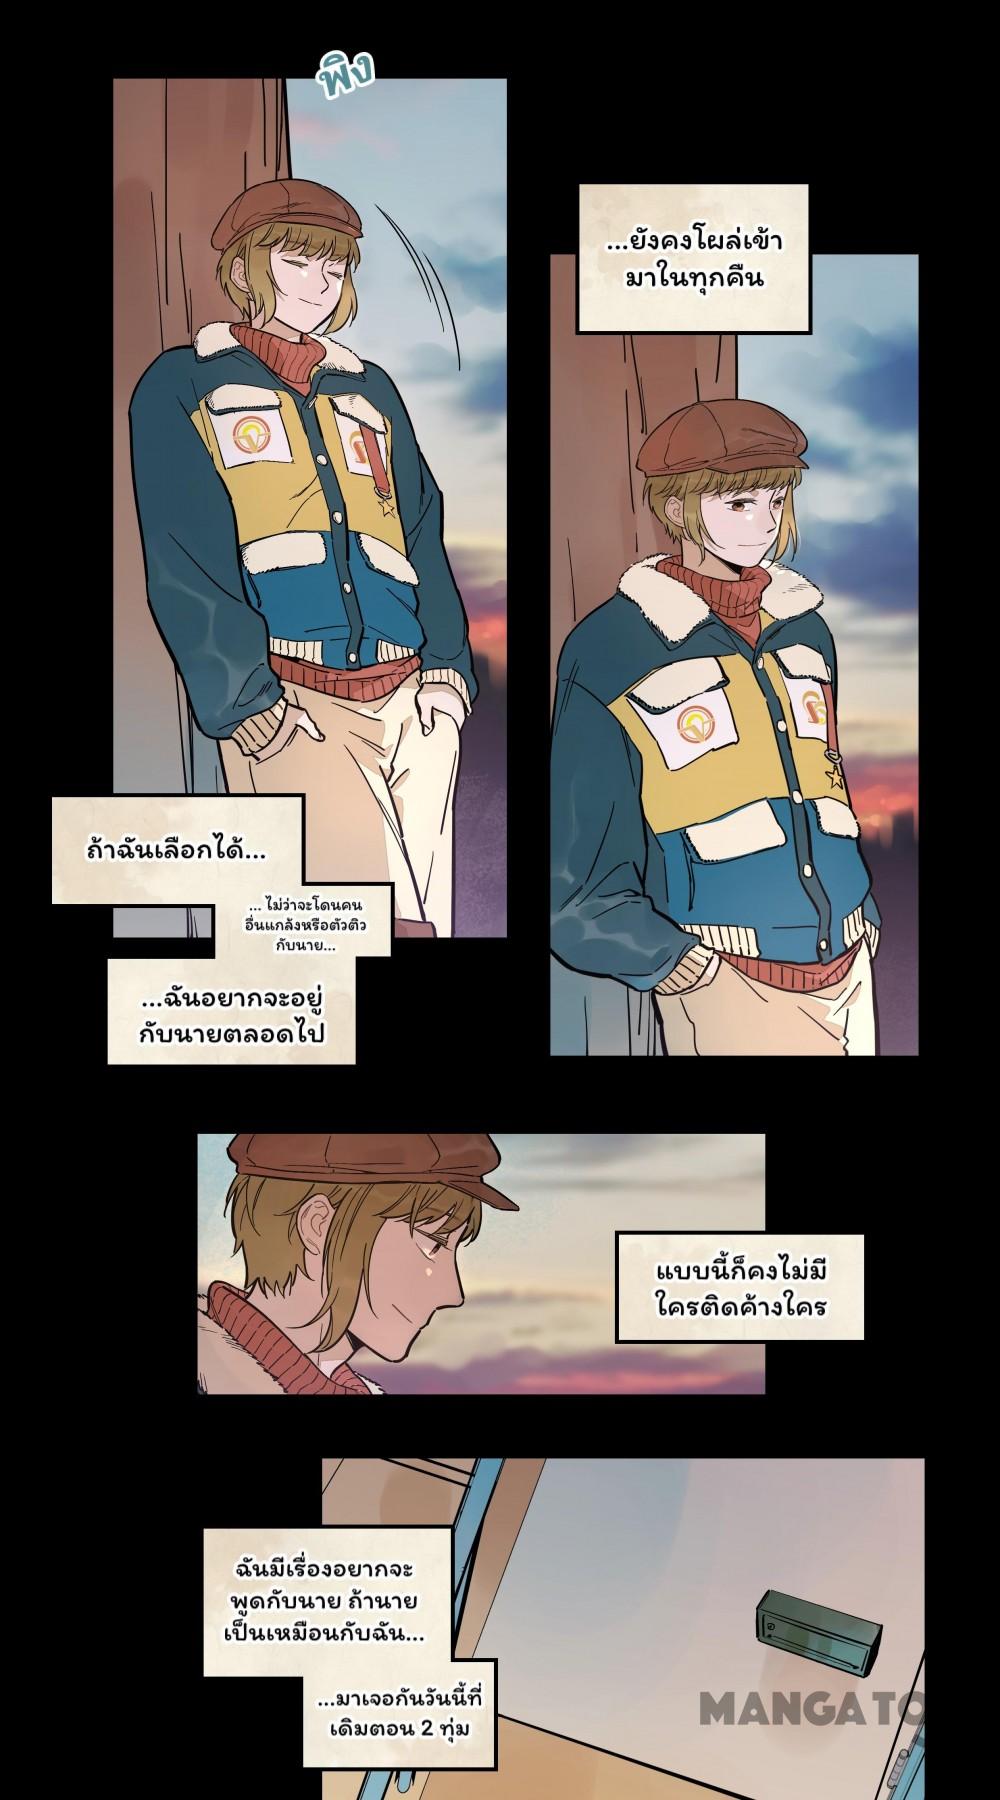 พิง
...ยังคงโผล่เข้า
มาในทุกคืน
ถ้าฉันเลือกได้...
... ไม่ว่าจะโดนคน
อื่นแกล้งหรือตัวติว
กับนาย...
...ฉันอยากจะอยู่
กับนายตลอดไป
แบบนี้ก็คงไม่มี
ใครติดค้างใคร
ฉันมีเรื่องอยากจะ
พูดกับนาย ถ้านาย
เป็นเหมือนกับฉัน...
...มาเจอกันวันนี้ที่
เดิมตอน 2 ทุ่ม
MANGATO